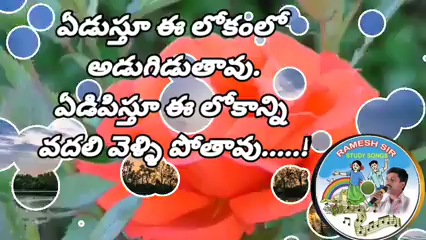 ఏడుస్తూ ఈ లోకంలో
అడుగిడుతావు.
ఏడిపిస్తూ ఈ లోకాన్ని
వదలి వెళ్ళి పోతావు......!
RAMESH SIR
STUDY SONGS